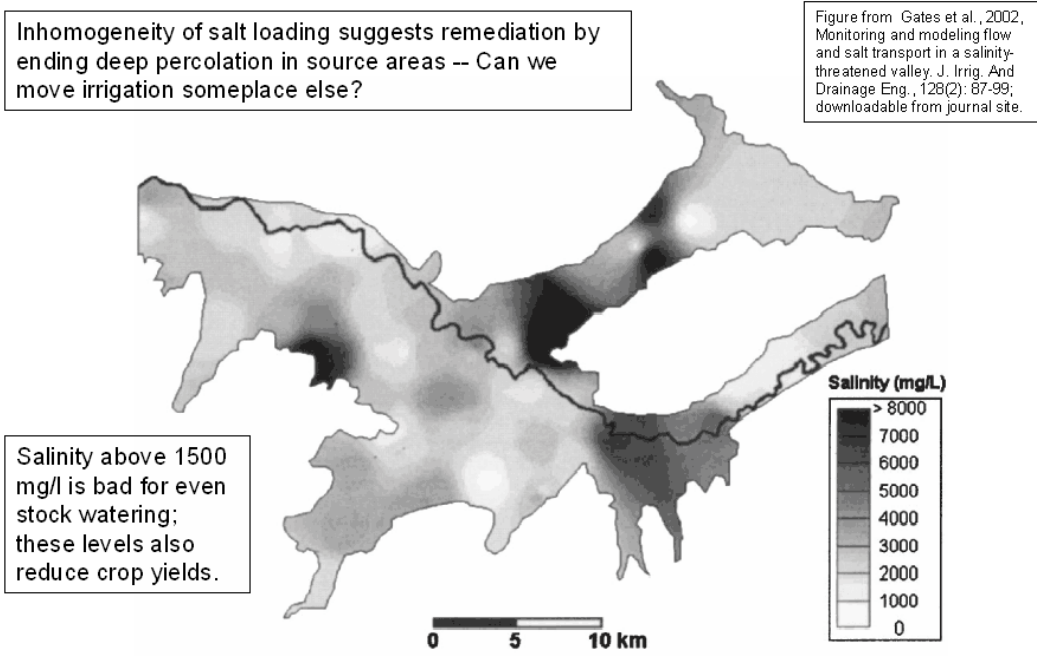 Inhomogeneity of salt loading suggests remediation by
ending deep percolation in source areas -- Can we
move irrigation someplace else?
Figure from Gates et al., 2002,
Monitoring and modeling flow
and salt transport in a salinity-
threatened valley. J. Irrig. And
Drainage Eng., 128(2): 87-99;
downloadable from journal site.
Salinity above 1500
mg/l is bad for even
stock watering;
these levels also
reduce crop yields.
Salinity (mg/L)
> 8000
7000
6000
5000
4000
3000
2000
1000
0
0 5 10 km